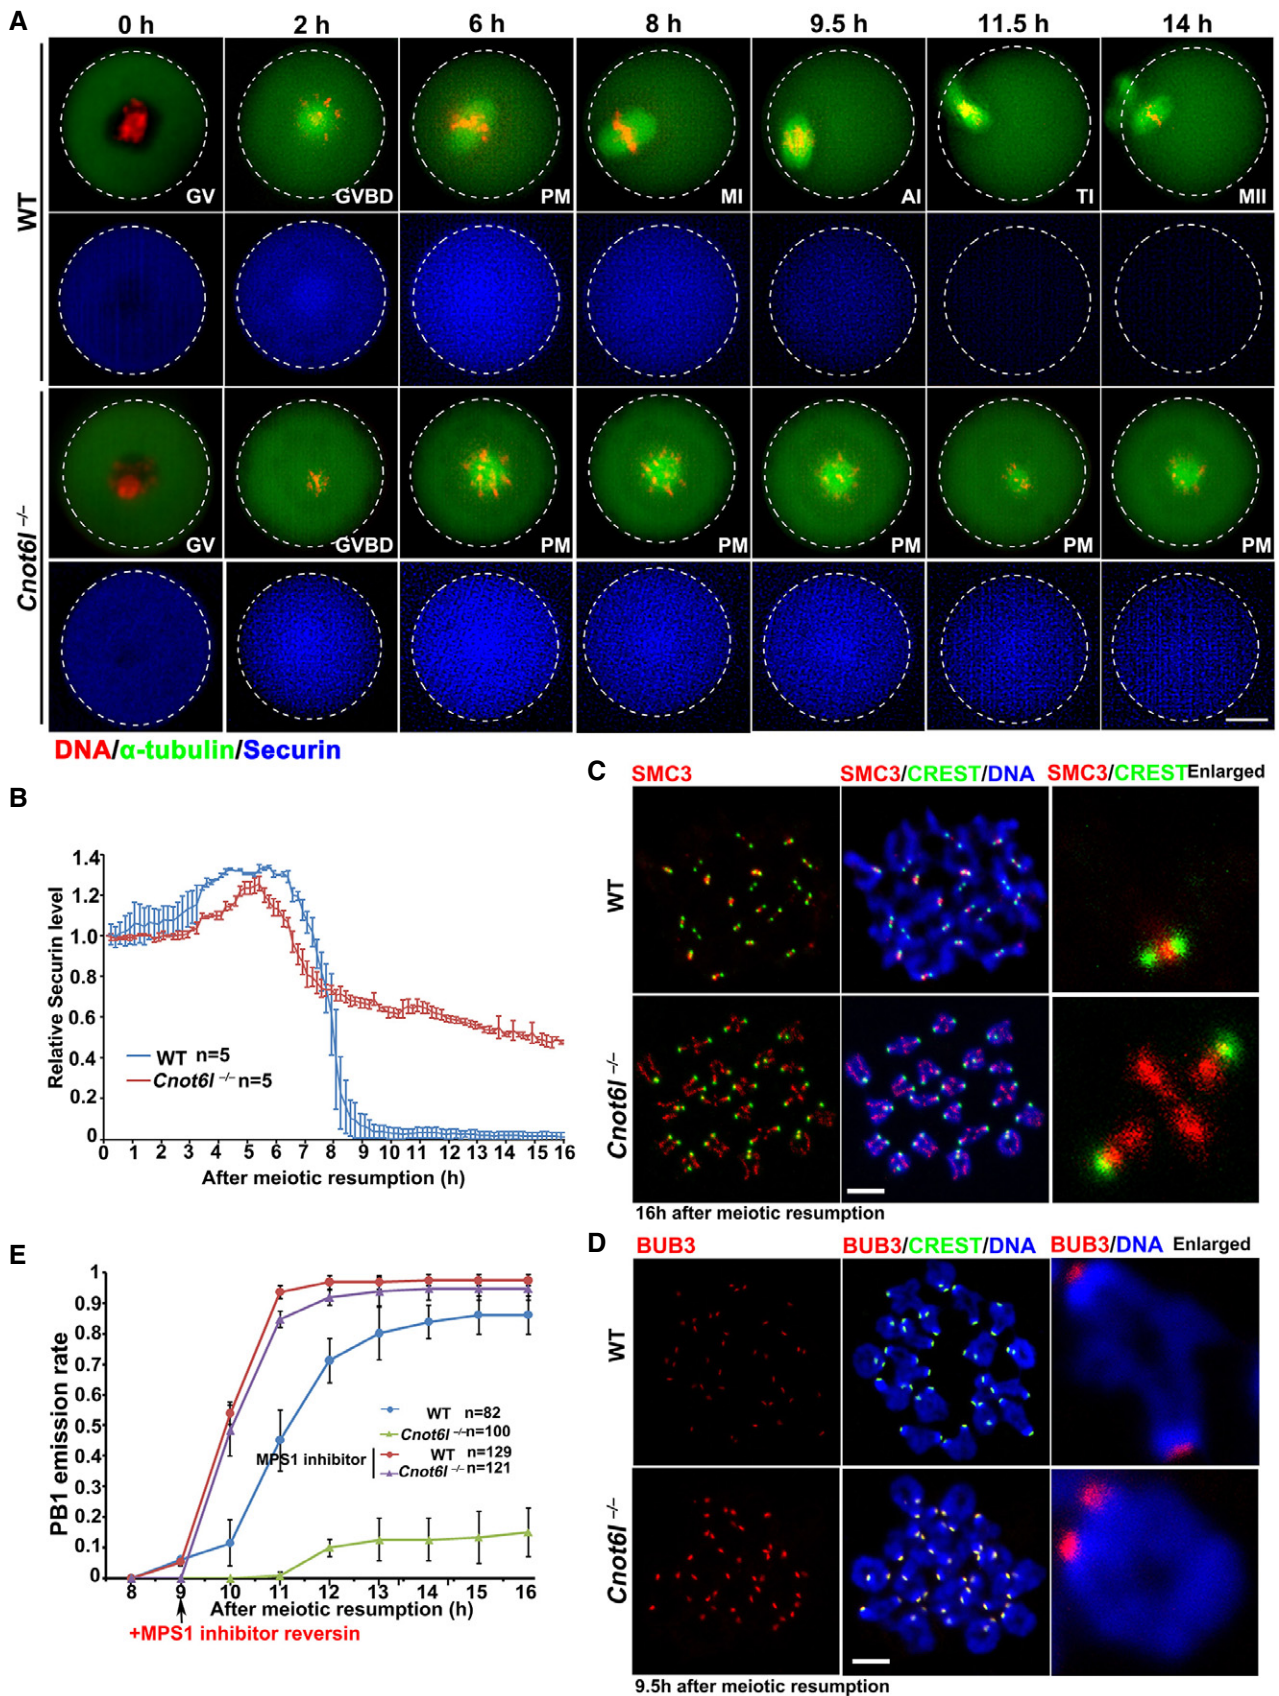 A
0 h 2 h 6 h 8 h 9.5 h 11.5 h 14 h
WT
GV GVBD PM MI AI TI MII
Cnot6l –/–
GV GVBD PM PM PM PM PM
DNA/α-tubulin/Securin
B
Relative Securin level
1.4
1.2
1.0
0.8
0.6
0.4
0.2
0
WT n=5
Cnot6l –/– n=5
0 1 2 3 4 5 6 7 8 9 10 11 12 13 14 15 16
After meiotic resumption (h)
C
SMC3 SMC3/CREST/DNA SMC3/CREST Enlarged
WT
Cnot6l –/–
16h after meiotic resumption
D
BUB3 BUB3/CREST/DNA BUB3/DNA Enlarged
WT
Cnot6l –/–
9.5h after meiotic resumption
E
PB1 emission rate
1
0.9
0.8
0.7
0.6
0.5
0.4
0.3
0.2
0.1
0
WT n=82
Cnot6l –/– n=100
MPS1 inhibitor
WT n=129
Cnot6l –/– n=121
8 9 10 11 12 13 14 15 16
After meiotic resumption (h)
+MPS1 inhibitor reversin